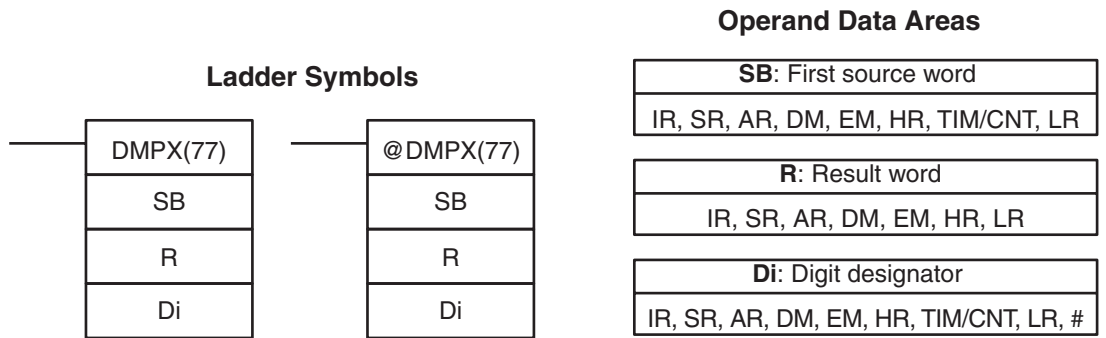 Ladder Symbols
DMPX(77)
SB
R
Di
@DMPX(77)
SB
R
Di
Operand Data Areas
SB: First source word
IR, SR, AR, DM, EM, HR, TIM/CNT, LR
R: Result word
IR, SR, AR, DM, EM, HR, LR
Di: Digit designator
IR, SR, AR, DM, EM, HR, TIM/CNT, LR, #